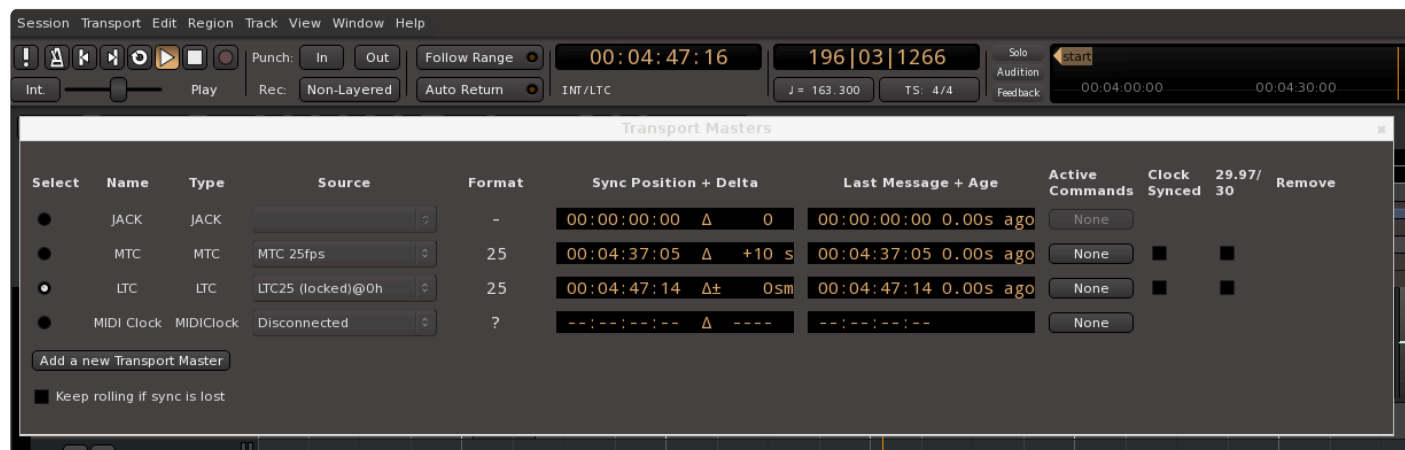 Session Transport Edit Region Track View Window Help
Punch: In Out Follow Range 00:04:47:16 196|03|1266 Solo start
Audition
Int. Play Rec: Non-Layered Auto Return INT/LTC ♩ = 163.300 TS: 4/4 Feedback 00:04:00:00 00:04:30:00
Transport Masters
Select Name Type Source Format Sync Position + Delta Last Message + Age Active Commands Clock Synced 29.97/30 Remove
JACK JACK - 00:00:00:00 Δ 0 00:00:00:00 0.00s ago None
MTC MTC MTC 25fps 25 00:04:37:05 Δ +10 s 00:04:37:05 0.00s ago None
LTC LTC LTC25 (locked)@0h 25 00:04:47:14 Δ± 0sm 00:04:47:14 0.00s ago None
MIDI Clock MIDIClock Disconnected ? --:--:--:-- Δ ---- --:--:--:-- None
Add a new Transport Master
Keep rolling if sync is lost